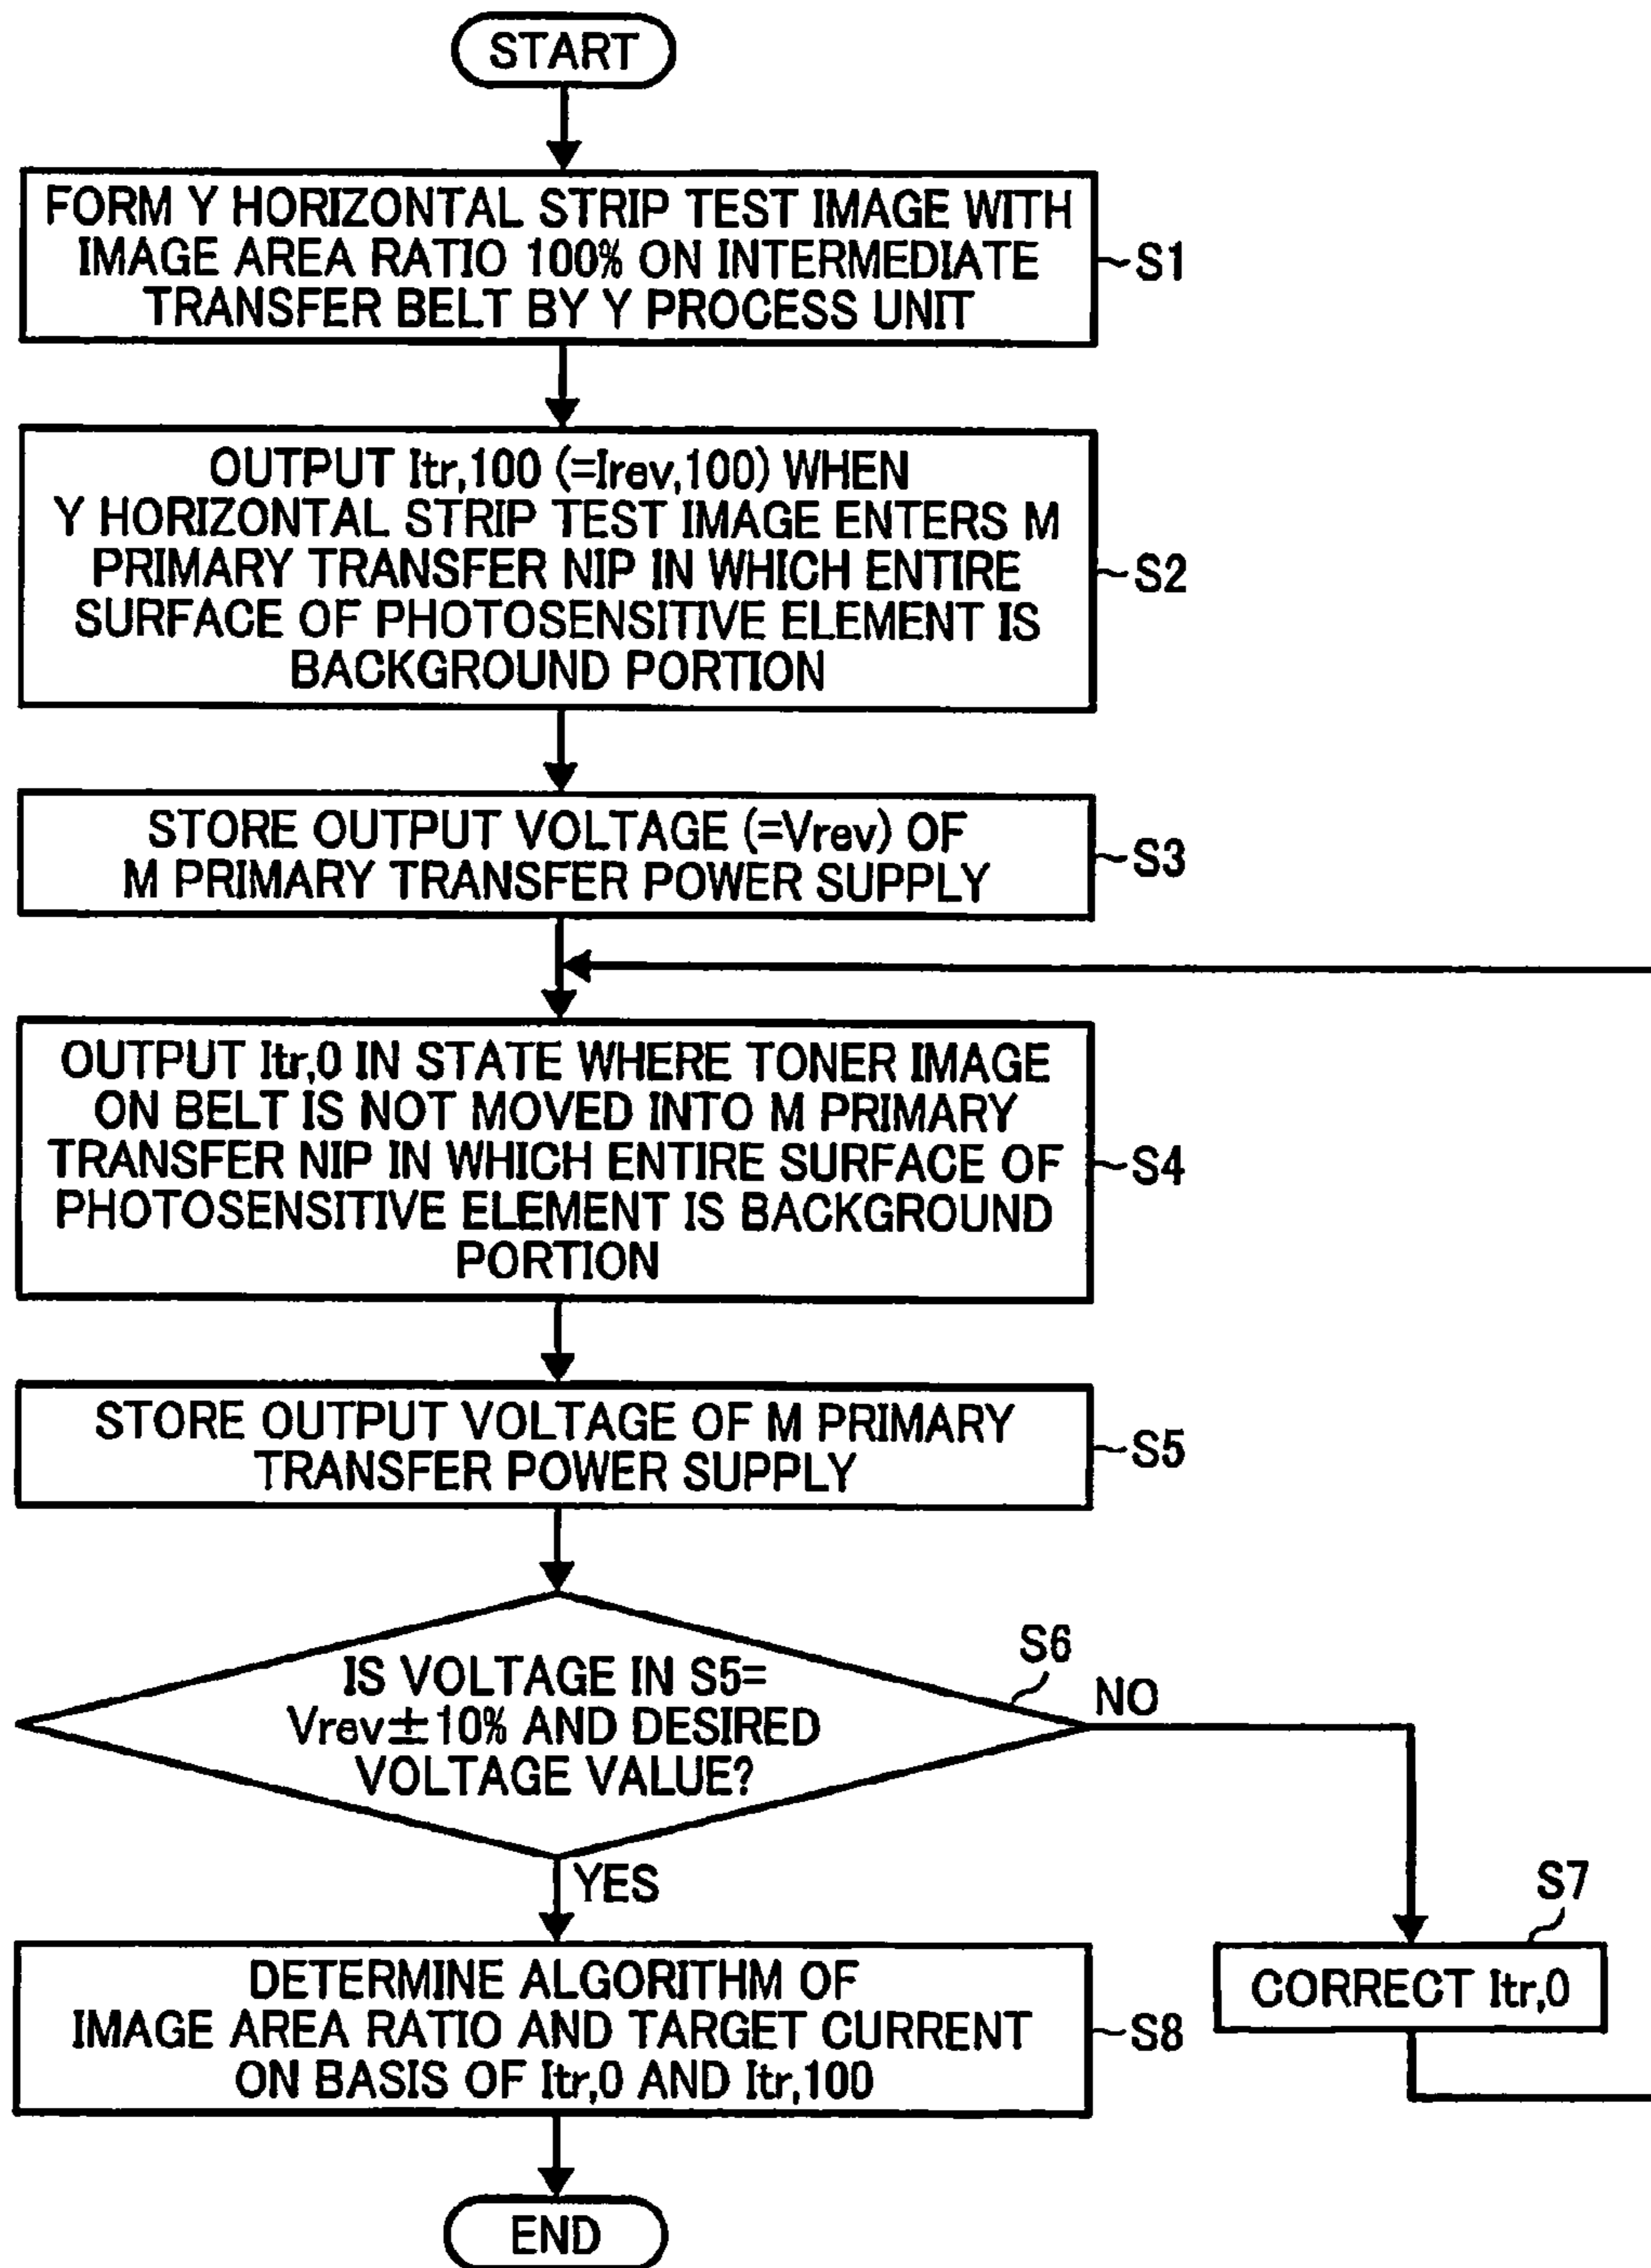 START
FORM Y HORIZONTAL STRIP TEST IMAGE WITH
IMAGE AREA RATIO 100% ON INTERMEDIATE
TRANSFER BELT BY Y PROCESS UNIT
~S1
OUTPUT Itr,100 (=Irev,100) WHEN
Y HORIZONTAL STRIP TEST IMAGE ENTERS M
PRIMARY TRANSFER NIP IN WHICH ENTIRE
SURFACE OF PHOTOSENSITIVE ELEMENT IS
BACKGROUND PORTION
~S2
STORE OUTPUT VOLTAGE (=Vrev) OF
M PRIMARY TRANSFER POWER SUPPLY
~S3
OUTPUT Itr,0 IN STATE WHERE TONER IMAGE
ON BELT IS NOT MOVED INTO M PRIMARY
TRANSFER NIP IN WHICH ENTIRE SURFACE OF
PHOTOSENSITIVE ELEMENT IS BACKGROUND
PORTION
~S4
STORE OUTPUT VOLTAGE OF M PRIMARY
TRANSFER POWER SUPPLY
~S5
IS VOLTAGE IN S5=
Vrev±10% AND DESIRED
VOLTAGE VALUE?
S6
NO
YES
S7
CORRECT Itr,0
DETERMINE ALGORITHM OF
IMAGE AREA RATIO AND TARGET CURRENT
ON BASIS OF Itr,0 AND Itr,100
~S8
END